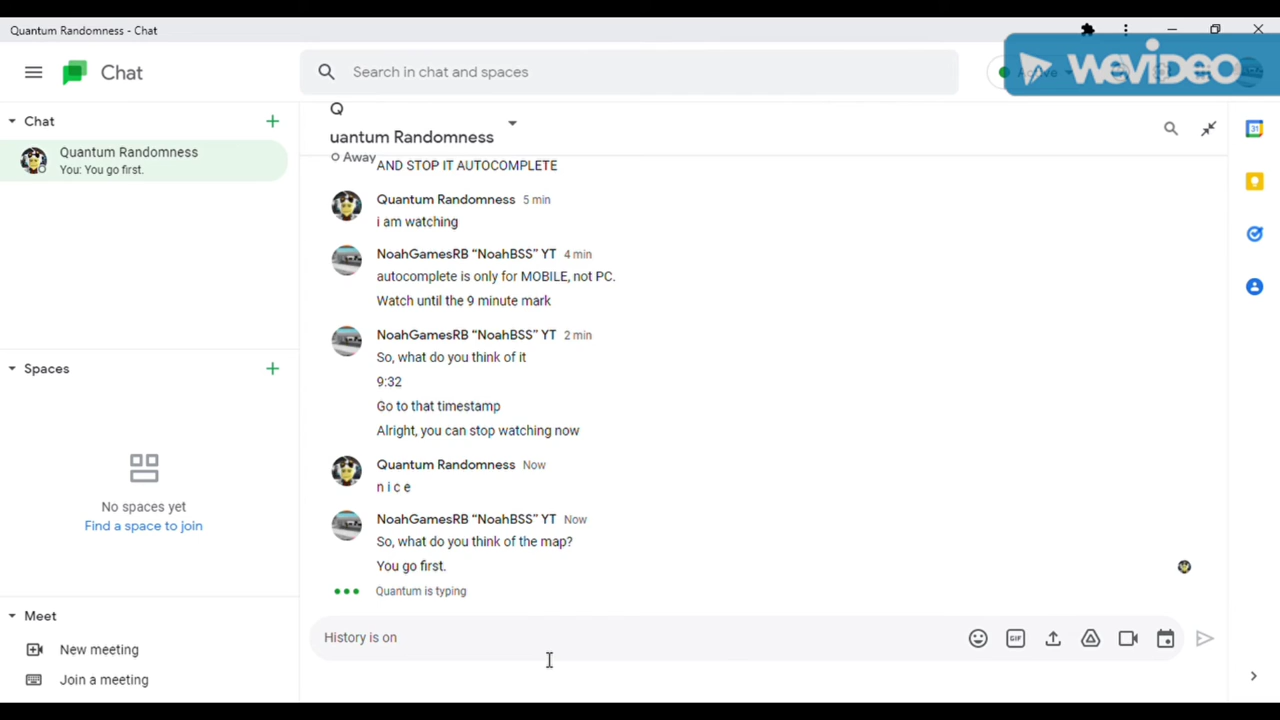 Quantum Randomness - Chat
Chat
Search in chat and spaces
Active
wevideo
Chat
Quantum Randomness
You: You go first.
Spaces
No spaces yet
Find a space to join
Meet
New meeting
Join a meeting
Q
uantum Randomness
Away
AND STOP IT AUTOCOMPLETE
Quantum Randomness 5 min
i am watching
NoahGamesRB “NoahBSS” YT 4 min
autocomplete is only for MOBILE, not PC.
Watch until the 9 minute mark
NoahGamesRB “NoahBSS” YT 2 min
So, what do you think of it
9:32
Go to that timestamp
Alright, you can stop watching now
Quantum Randomness Now
n i c e
NoahGamesRB “NoahBSS” YT Now
So, what do you think of the map?
You go first.
Quantum is typing
History is on
GIF
31